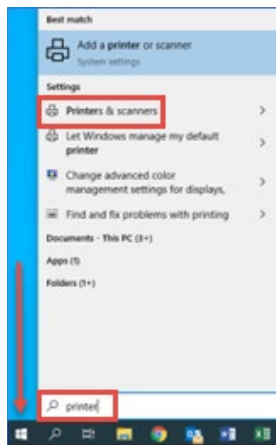 Best match
Add a printer or scanner
System settings
Settings
Printers & scanners
Let Windows manage my default
printer
Change advanced color
management settings for displays,
Find and fix problems with printing
Documents - This PC (3+)
Apps (1)
Folders (1+)
printer